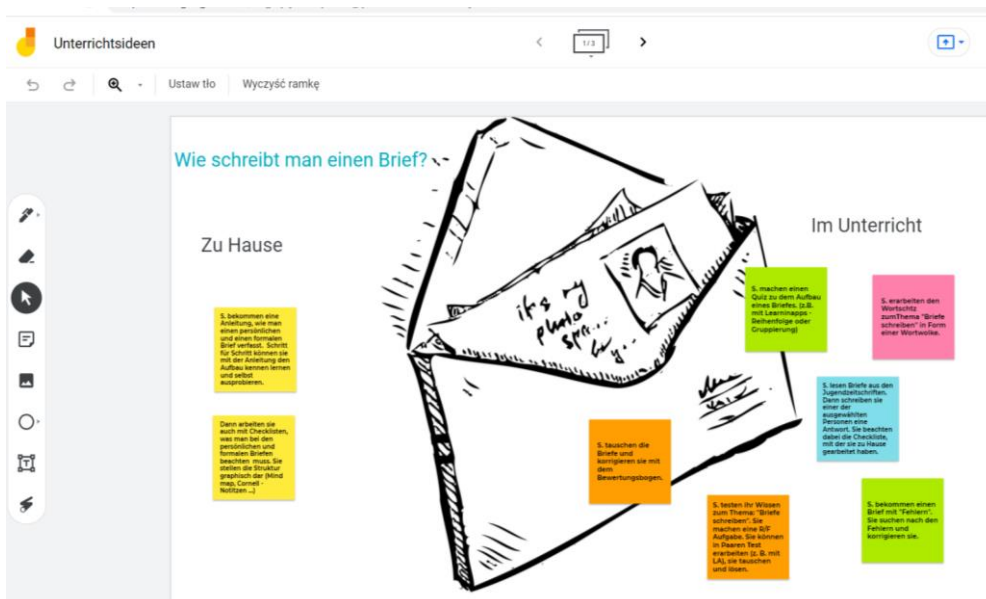 Unterrichtsideen
1/3
Ustaw tło
Wyczyść ramkę
Wie schreibt man einen Brief?
Zu Hause
S. bekommen eine
Anleitung, wie man
einen persönlichen
und einen formalen
Brief verfasst. Schritt
für Schritt können sie
mit der Anleitung den
Aufbau kennen lernen
und selbst
ausprobieren.
Dann arbeiten sie
auch mit Checklisten,
was man bei den
persönlichen und
formalen Briefen
beachten muss. Sie
stellen die Struktur
graphisch dar (Mind
map, Cornell -
Notitzen ...)
it's my
photo
Im Unterricht
S. machen einen
Quiz zu dem Aufbau
eines Briefes. (z.B.
mit Learninapps -
Reihenfolge oder
Gruppierung)
S. erarbeiten den
Wortschtz
zumThema "Briefe
schreiben" in Form
einer Wortwolke.
S. lesen Briefe aus den
Jugendzeitschriften.
Dann schreiben sie
einer der
ausgewählten
Personen eine
Antwort. Sie beachten
dabei die Checkliste,
mit der sie zu Hause
gearbeitet haben.
S. tauschen die
Briefe und
korrigieren sie mit
dem
Bewertungsbogen.
S. testen ihr Wissen
zum Thema: "Briefe
schreiben". Sie
machen eine R/F
Aufgabe. Sie können
in Paaren Test
erarbeiten (z. B. mit
LA), sie tauschen
und lösen.
S. bekommen einen
Brief mit "Fehlern".
Sie suchen nach den
Fehlern und
korrigieren sie.